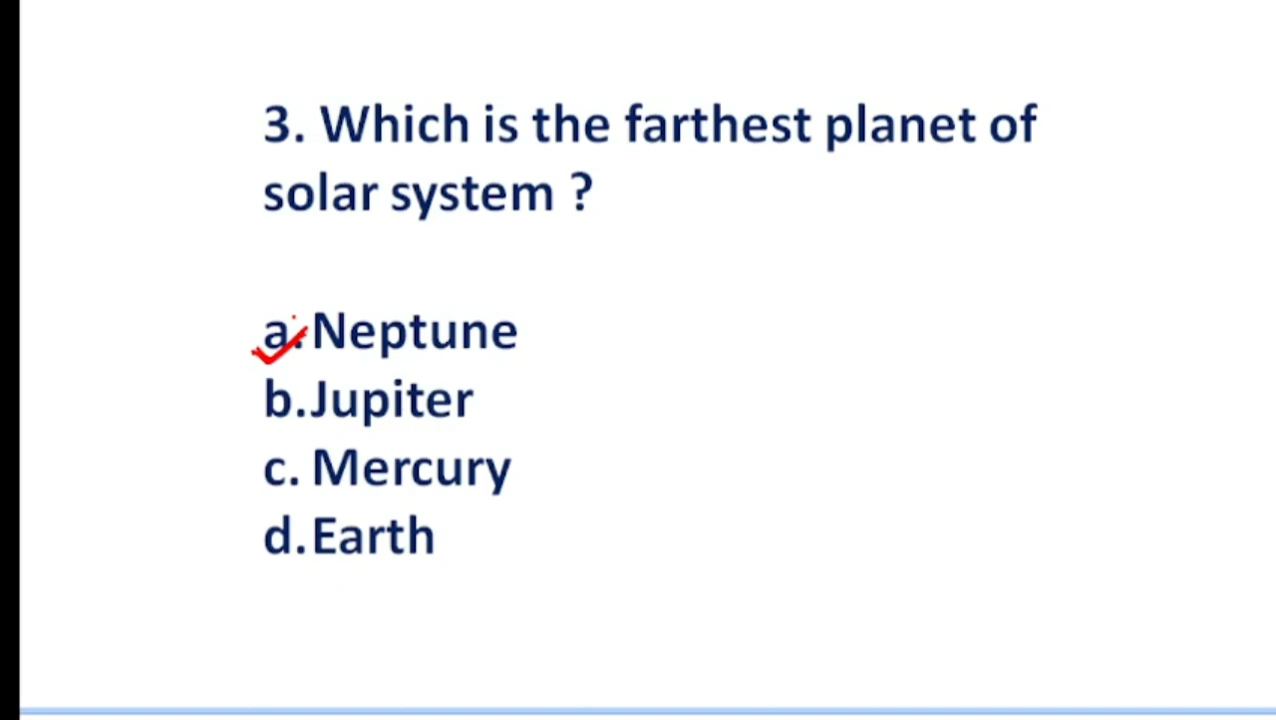 3. Which is the farthest planet of
solar system ?
a. Neptune
b. Jupiter
c. Mercury
d. Earth